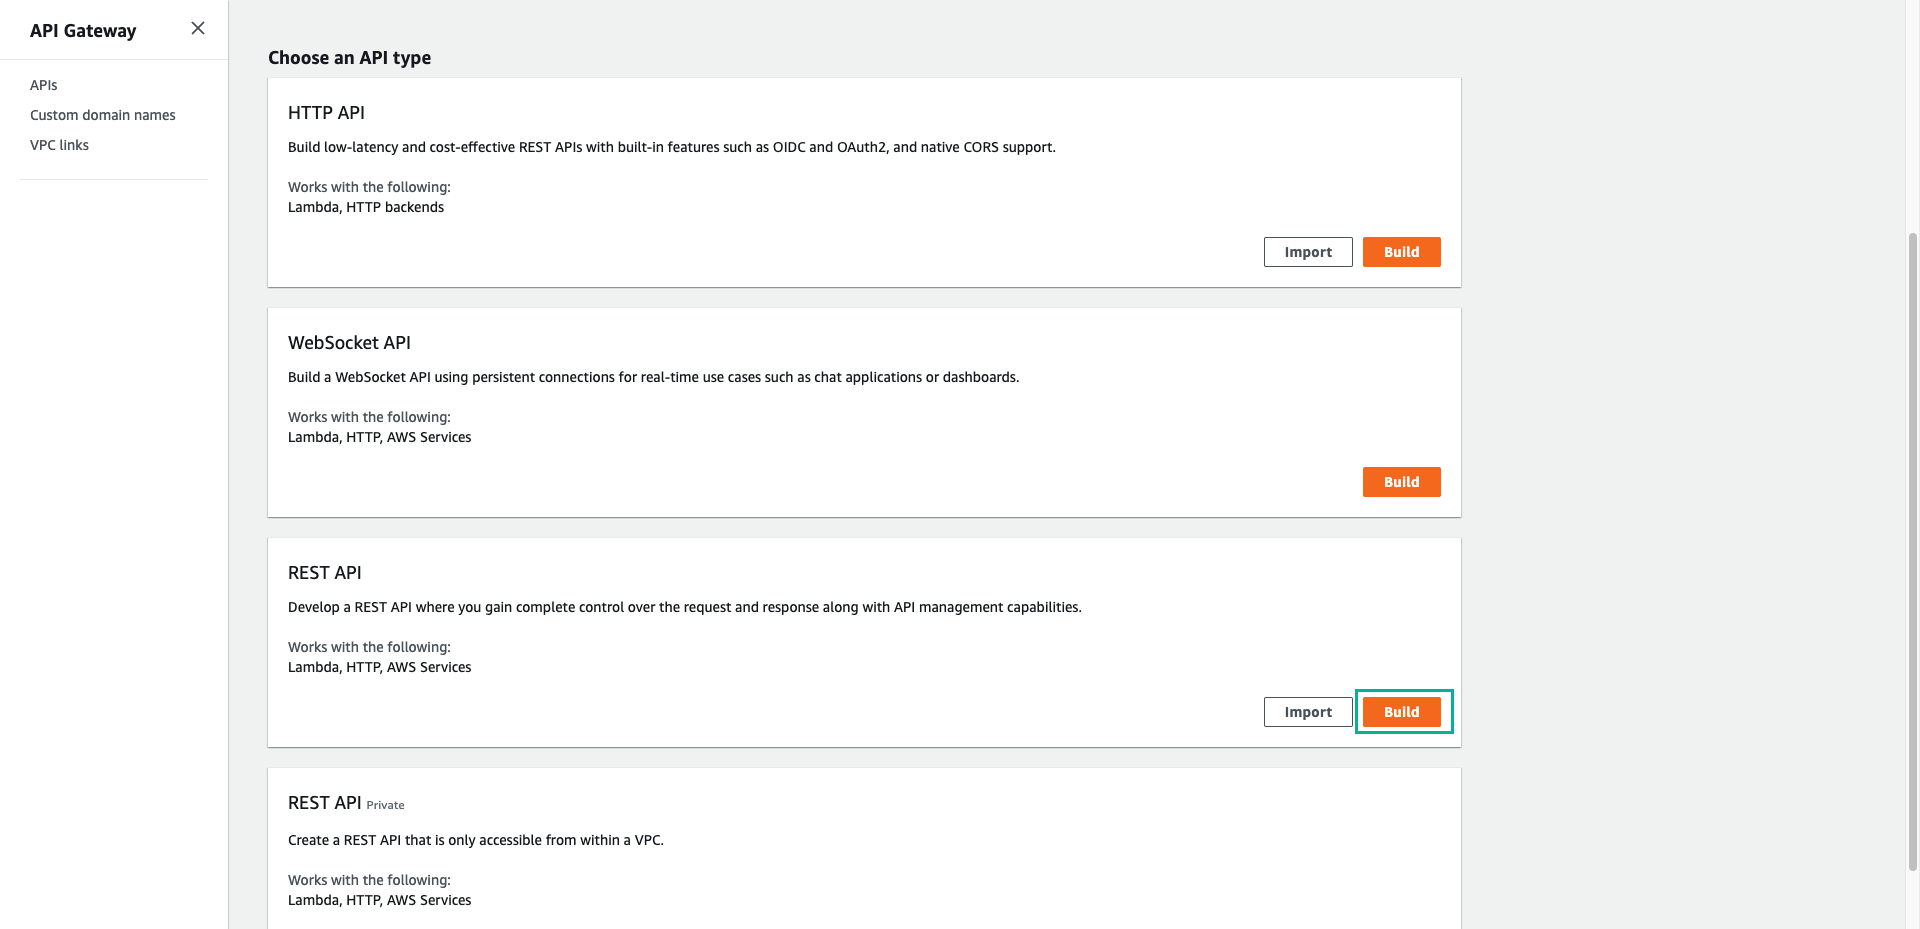 API Gateway
APIs
Custom domain names
VPC links
Choose an API type
HTTP API
Build low-latency and cost-effective REST APIs with built-in features such as OIDC and OAuth2, and native CORS support.
Works with the following:
Lambda, HTTP backends
Import Build
WebSocket API
Build a WebSocket API using persistent connections for real-time use cases such as chat applications or dashboards.
Works with the following:
Lambda, HTTP, AWS Services
Build
REST API
Develop a REST API where you gain complete control over the request and response along with API management capabilities.
Works with the following:
Lambda, HTTP, AWS Services
Import Build
REST API Private
Create a REST API that is only accessible from within a VPC.
Works with the following:
Lambda, HTTP, AWS Services